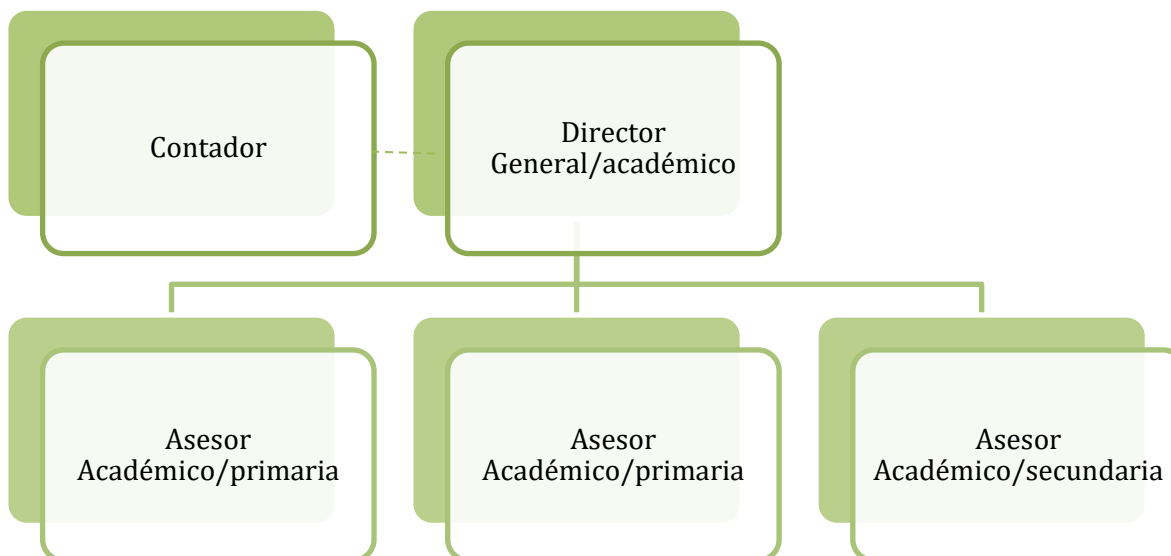 Contador
Director
General/académico
Asesor
Académico/primaria
Asesor
Académico/primaria
Asesor
Académico/secundaria